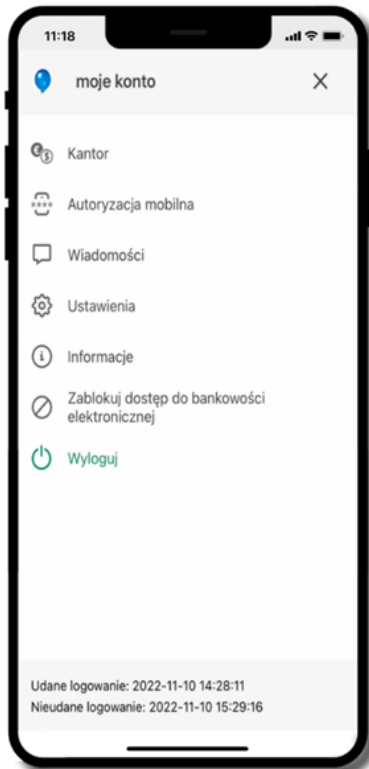 11:18
moje konto
Kantor
Autoryzacja mobilna
Wiadomości
Ustawienia
Informacje
Zablokuj dostęp do bankowości
elektronicznej
Wyloguj
Udane logowanie: 2022-11-10 14:28:11
Nieudane logowanie: 2022-11-10 15:29:16